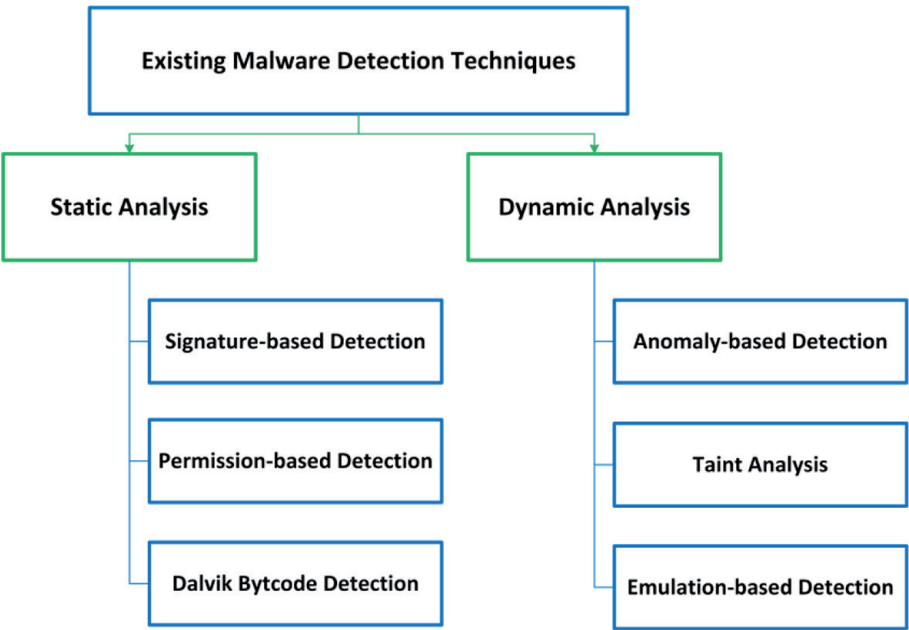 Existing Malware Detection Techniques
Static Analysis
Signature-based Detection
Permission-based Detection
Dalvik Bytcode Detection
Dynamic Analysis
Anomaly-based Detection
Taint Analysis
Emulation-based Detection